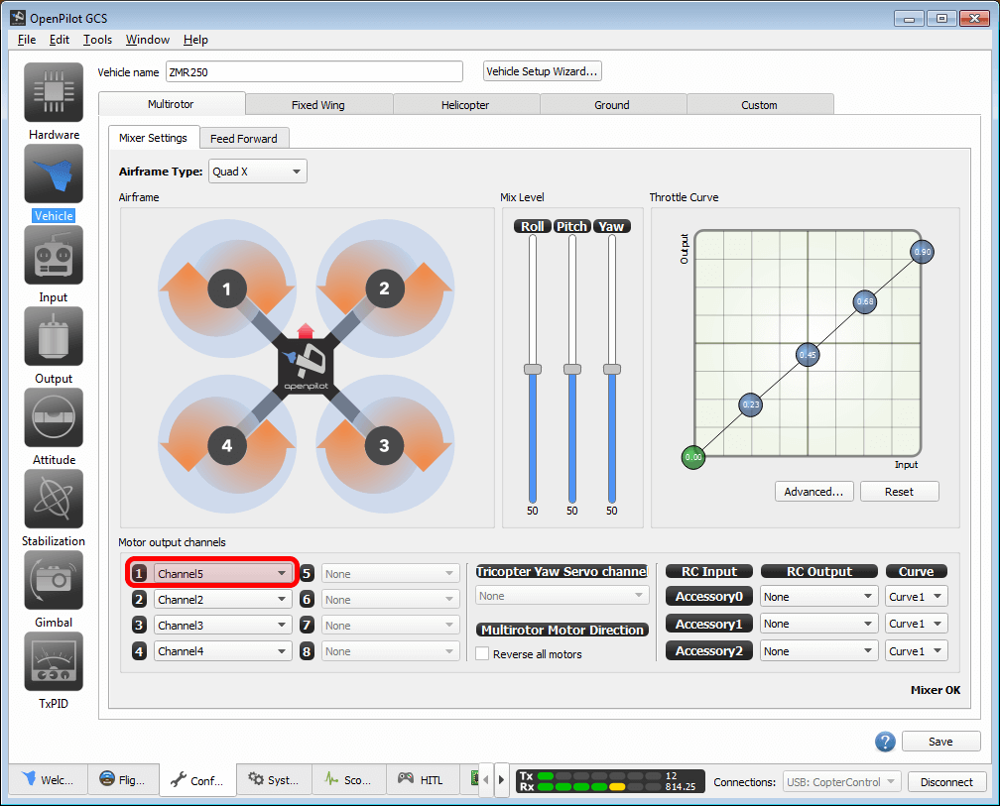 OpenPilot GCS
File Edit Tools Window Help
Vehicle name ZMR250 Vehicle Setup Wizard...
Multirotor Fixed Wing Helicopter Ground Custom
Mixer Settings Feed Forward
Airframe Type: Quad X
Airframe Mix Level Throttle Curve
Hardware
Vehicle
Input
Output
Attitude
Stabilization
Gimbal
TxPID
1 2
openpilot
4 3
Roll Pitch Yaw
50 50 50
Output
0.90
0.68
0.45
0.23
0.00
Input
Advanced... Reset
Motor output channels
1 Channel5 5 None
2 Channel2 6 None
3 Channel3 7 None
4 Channel4 8 None
Tricopter Yaw Servo channel
None
Multirotor Motor Direction
Reverse all motors
RC Input RC Output Curve
Accessory0 None Curve1
Accessory1 None Curve1
Accessory2 None Curve1
Mixer OK
? Save
Welc... Flig... Conf... Syst... Sco... HITL
Tx 12
Rx 814.25
Connections: USB: CopterControl Disconnect